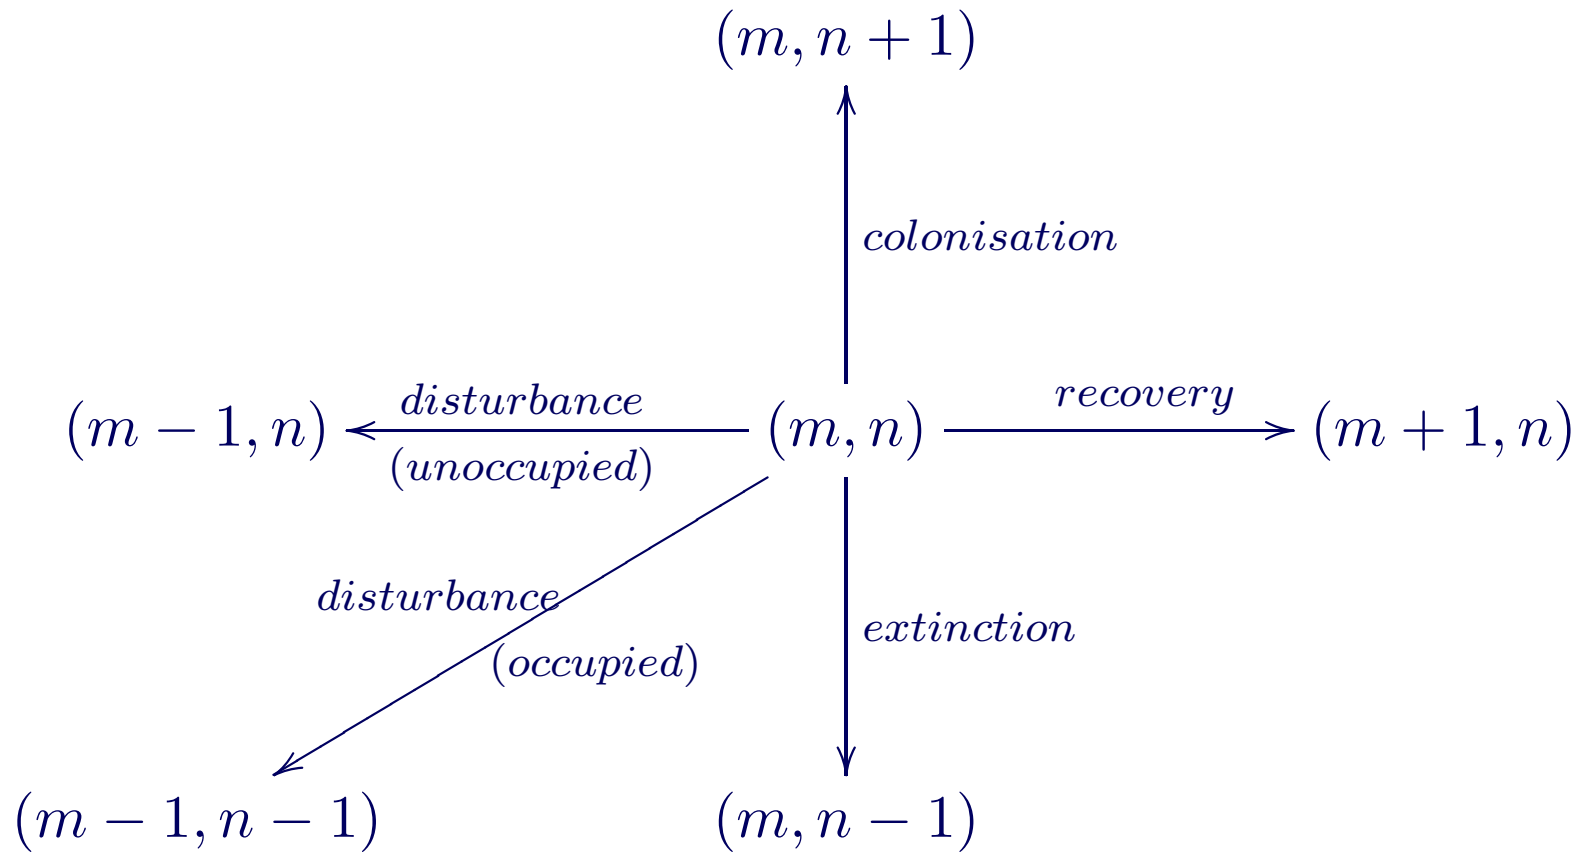 (m, n + 1)
colonisation
recovery
disturbance
(m − 1, n)
(m, n)
(m + 1, n)
(unoccupied)
disturbance
extinction
(occupied)
(m − 1, n − 1)
(m, n − 1)